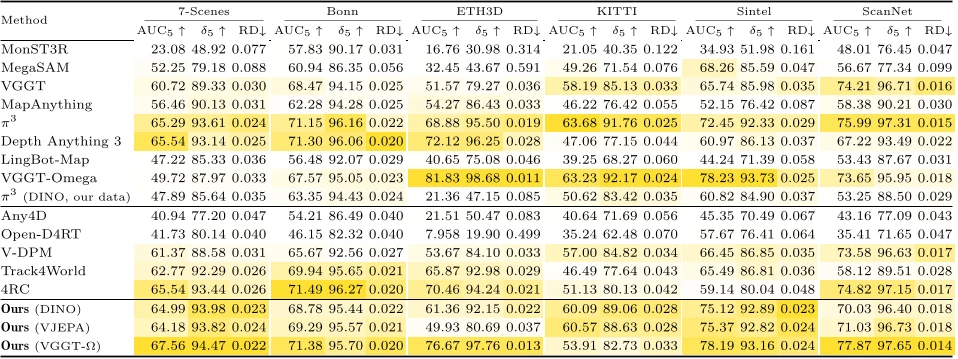 Method 7-Scenes Bonn ETH3D KITTI Sintel ScanNet
AUC5 ↑ δ5 ↑ RD↓ AUC5 ↑ δ5 ↑ RD↓ AUC5 ↑ δ5 ↑ RD↓ AUC5 ↑ δ5 ↑ RD↓ AUC5 ↑ δ5 ↑ RD↓ AUC5 ↑ δ5 ↑ RD↓
MonST3R 23.08 48.92 0.077 57.83 90.17 0.031 16.76 30.98 0.314 21.05 40.35 0.122 34.93 51.98 0.161 48.01 76.45 0.047
MegaSAM 52.25 79.18 0.088 60.94 86.35 0.056 32.45 43.67 0.591 49.26 71.54 0.076 68.26 85.59 0.047 56.67 77.34 0.099
VGGT 60.72 89.33 0.030 68.47 94.15 0.025 51.57 79.27 0.036 58.19 85.13 0.033 65.74 85.98 0.035 74.21 96.71 0.016
MapAnything 56.46 90.13 0.031 62.28 94.28 0.025 54.27 86.43 0.033 46.22 76.42 0.055 52.15 76.42 0.087 58.38 90.21 0.030
π3 65.29 93.61 0.024 71.15 96.16 0.022 68.88 95.50 0.019 63.68 91.76 0.025 72.45 92.33 0.029 75.99 97.31 0.015
Depth Anything 3 65.54 93.14 0.025 71.30 96.06 0.020 72.12 96.25 0.028 47.06 77.15 0.044 60.97 86.13 0.037 67.22 93.49 0.022
LingBot-Map 47.22 85.33 0.036 56.48 92.07 0.029 40.65 75.08 0.046 39.25 68.27 0.060 44.24 71.39 0.058 53.43 87.67 0.031
VGGT-Omega 49.72 87.97 0.033 67.57 95.05 0.023 81.83 98.68 0.011 63.23 92.17 0.024 78.23 93.73 0.025 73.65 95.95 0.018
π3 (DINO, our data) 47.89 85.64 0.035 63.35 94.43 0.024 21.36 47.15 0.085 50.62 83.42 0.035 60.82 84.90 0.037 53.25 88.50 0.029
Any4D 40.94 77.20 0.047 54.21 86.49 0.040 21.51 50.47 0.083 40.64 71.69 0.056 45.35 70.49 0.067 43.16 77.09 0.043
Open-D4RT 41.73 80.14 0.040 46.15 82.32 0.040 7.958 19.90 0.499 35.24 62.48 0.070 57.67 76.41 0.064 35.41 71.65 0.047
V-DPM 61.37 88.58 0.031 65.67 92.56 0.027 53.67 84.10 0.033 57.00 84.82 0.034 66.45 86.85 0.035 73.58 96.63 0.017
Track4World 62.77 92.29 0.026 69.94 95.65 0.021 65.87 92.98 0.029 46.49 77.64 0.043 65.49 86.81 0.036 58.12 89.51 0.028
4RC 65.54 93.44 0.026 71.49 96.27 0.020 70.46 94.24 0.021 51.13 80.13 0.042 59.14 80.04 0.048 74.82 97.15 0.017
Ours (DINO) 64.99 93.98 0.023 68.78 95.44 0.022 61.36 92.15 0.022 60.09 89.06 0.028 75.12 92.89 0.023 70.03 96.40 0.018
Ours (VJEPA) 64.18 93.82 0.024 69.29 95.57 0.021 49.93 80.69 0.037 60.57 88.63 0.028 75.37 92.82 0.024 71.03 96.73 0.018
Ours (VGGT-Ω) 67.56 94.47 0.022 71.38 95.70 0.020 76.67 97.76 0.013 53.91 82.73 0.033 78.19 93.16 0.024 77.87 97.65 0.014